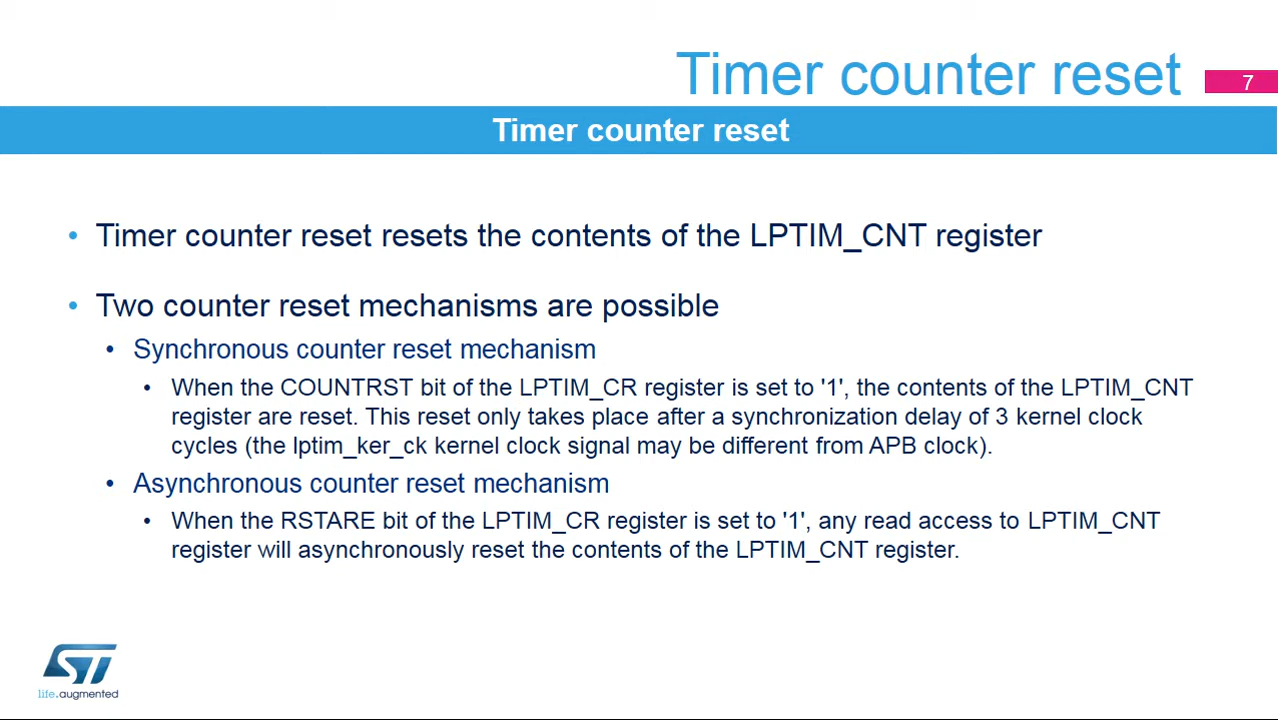 Timer counter reset
7
Timer counter reset
• Timer counter reset resets the contents of the LPTIM_CNT register
• Two counter reset mechanisms are possible
• Synchronous counter reset mechanism
• When the COUNTRST bit of the LPTIM_CR register is set to '1', the contents of the LPTIM_CNT
register are reset. This reset only takes place after a synchronization delay of 3 kernel clock
cycles (the lptim_ker_ck kernel clock signal may be different from APB clock).
• Asynchronous counter reset mechanism
• When the RSTARE bit of the LPTIM_CR register is set to '1', any read access to LPTIM_CNT
register will asynchronously reset the contents of the LPTIM_CNT register.
ST
life.augmented